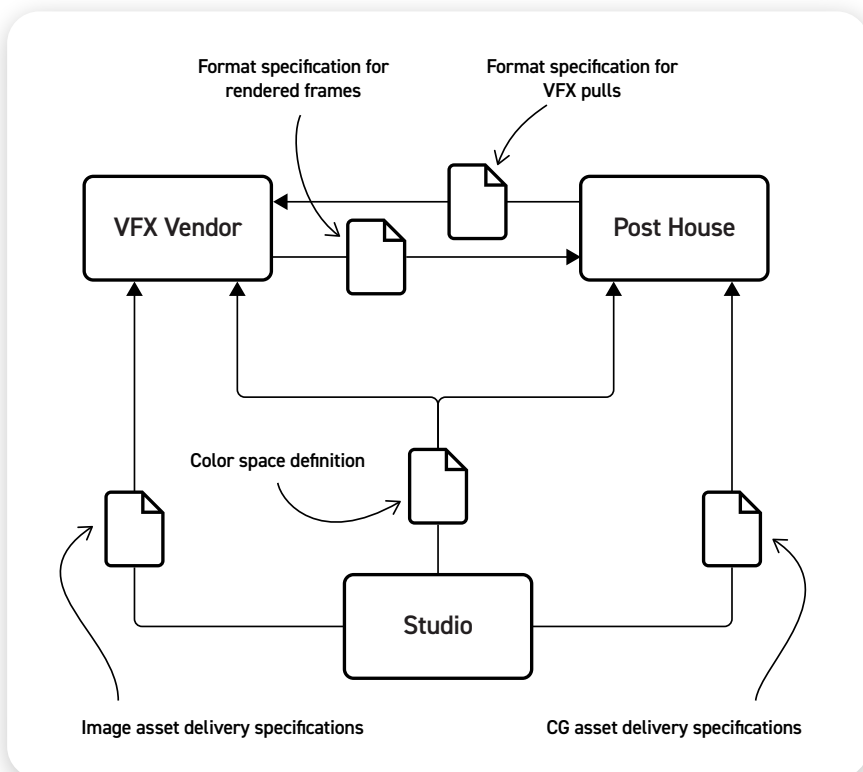 Format specification for
rendered frames
Format specification for
VFX pulls
VFX Vendor
Post House
Color space definition
Studio
Image asset delivery specifications
CG asset delivery specifications